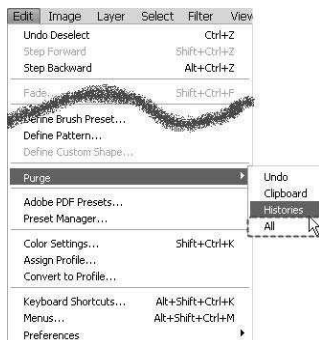 Edit Image Layer Select Filter View
Undo Deselect Ctrl+Z
Step Forward Shift+Ctrl+Z
Step Backward Alt+Ctrl+Z
Fade... Shift+Ctrl+F
Define Brush Preset...
Define Pattern...
Define Custom Shape...
Purge
Undo
Clipboard
Histories
All
Adobe PDF Presets...
Preset Manager...
Color Settings... Shift+Ctrl+K
Assign Profile...
Convert to Profile...
Keyboard Shortcuts... Alt+Shift+Ctrl+K
Menus... Alt+Shift+Ctrl+M
Preferences